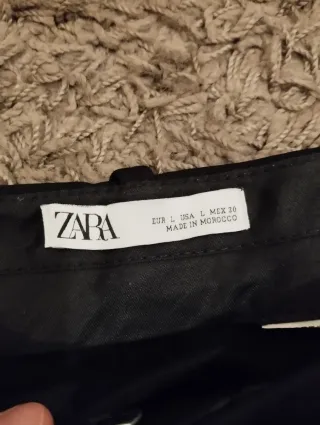 ZARA
EUR L USA L MEX 30
MADE IN MOROCCO